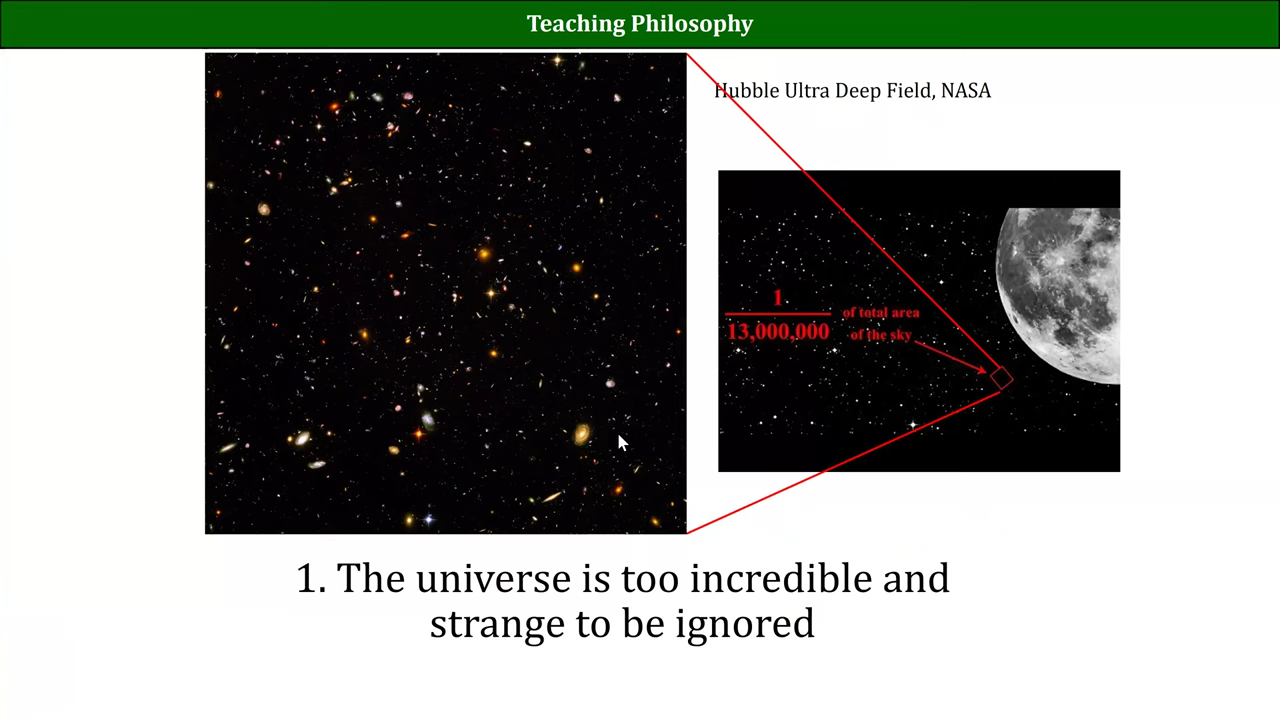 Teaching Philosophy
Hubble Ultra Deep Field, NASA
1
13,000,000
of total area
of the sky
1. The universe is too incredible and
strange to be ignored